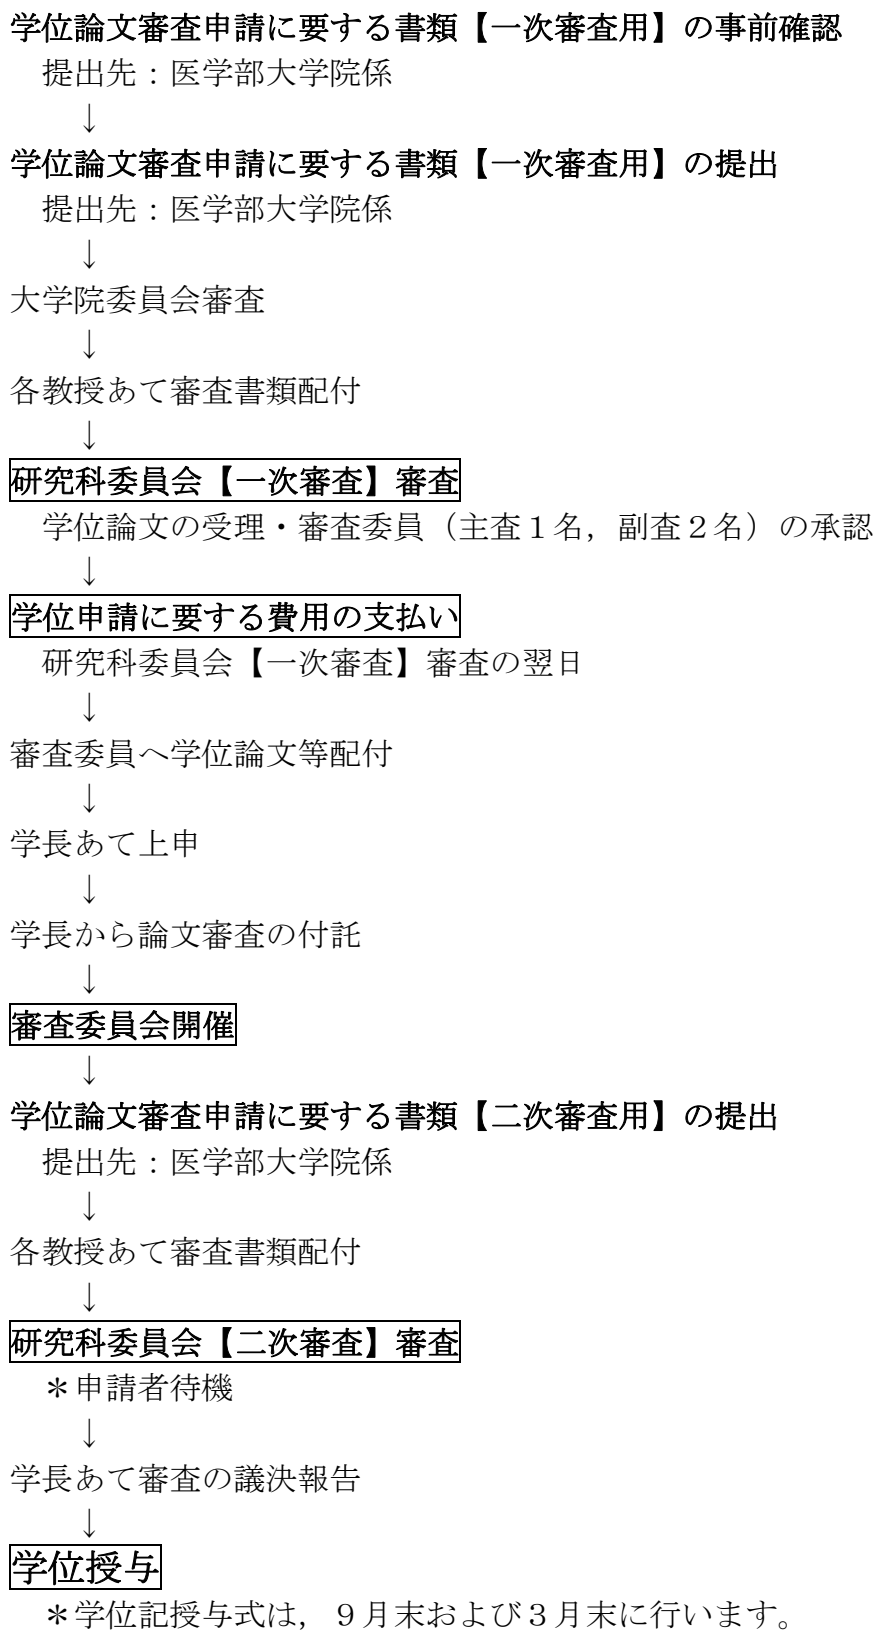 学位論文審査申請に要する書類【一次審査用】の事前確認
提出先：医学部大学院係
↓
学位論文審査申請に要する書類【一次審査用】の提出
提出先：医学部大学院係
↓
大学院委員会審査
↓
各教授あて審査書類配付
↓
研究科委員会【一次審査】審査
学位論文の受理・審査委員（主査１名，副査２名）の承認
↓
学位申請に要する費用の支払い
研究科委員会【一次審査】審査の翌日
↓
審査委員へ学位論文等配付
↓
学長あて上申
↓
学長から論文審査の付託
↓
審査委員会開催
↓
学位論文審査申請に要する書類【二次審査用】の提出
提出先：医学部大学院係
↓
各教授あて審査書類配付
↓
研究科委員会【二次審査】審査
＊申請者待機
↓
学長あて審査の議決報告
↓
学位授与
＊学位記授与式は，９月末および３月末に行います。